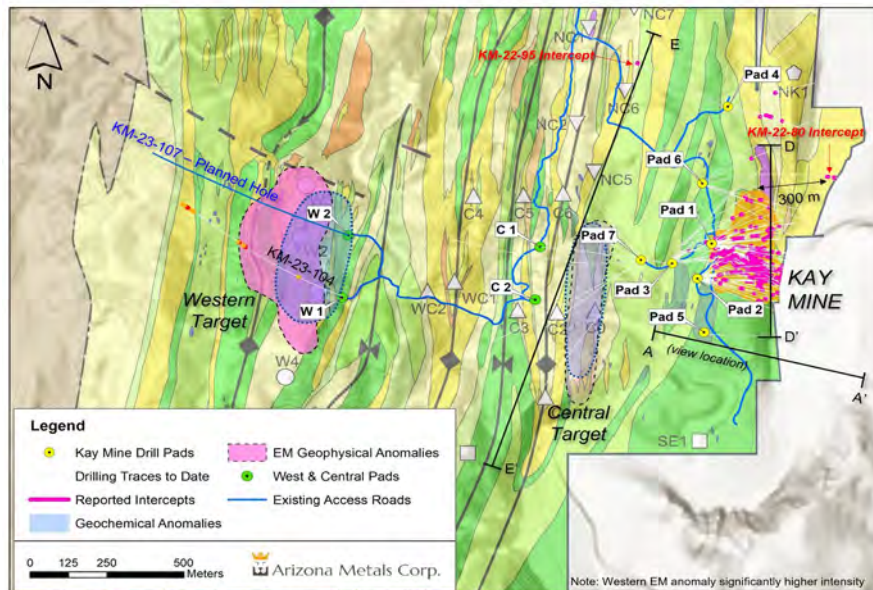 NC7
NC1
E
KM-22-95 Intercept
Pad 4
NK1
N
NC6
KM-22-80 Intercept
NC2
D
KM-23-107 – Planned Hole
Pad 6
NC5
300 m
C4
C5
C6
Pad 1
W 2
C 1
Pad 7
2
KM-23-104
C 2
Pad 3
KAY
MINE
Western
Target
W 1
WC2
WC1
C3
C2
C9
Pad 2
Pad 5
A
(view location)
D'
W4
A'
Central
Target
SE1
E'
Legend
Kay Mine Drill Pads
EM Geophysical Anomalies
Drilling Traces to Date
West & Central Pads
Reported Intercepts
Existing Access Roads
Geochemical Anomalies
0 125 250 500
Meters
Arizona Metals Corp.
Note: Western EM anomaly significantly higher intensity